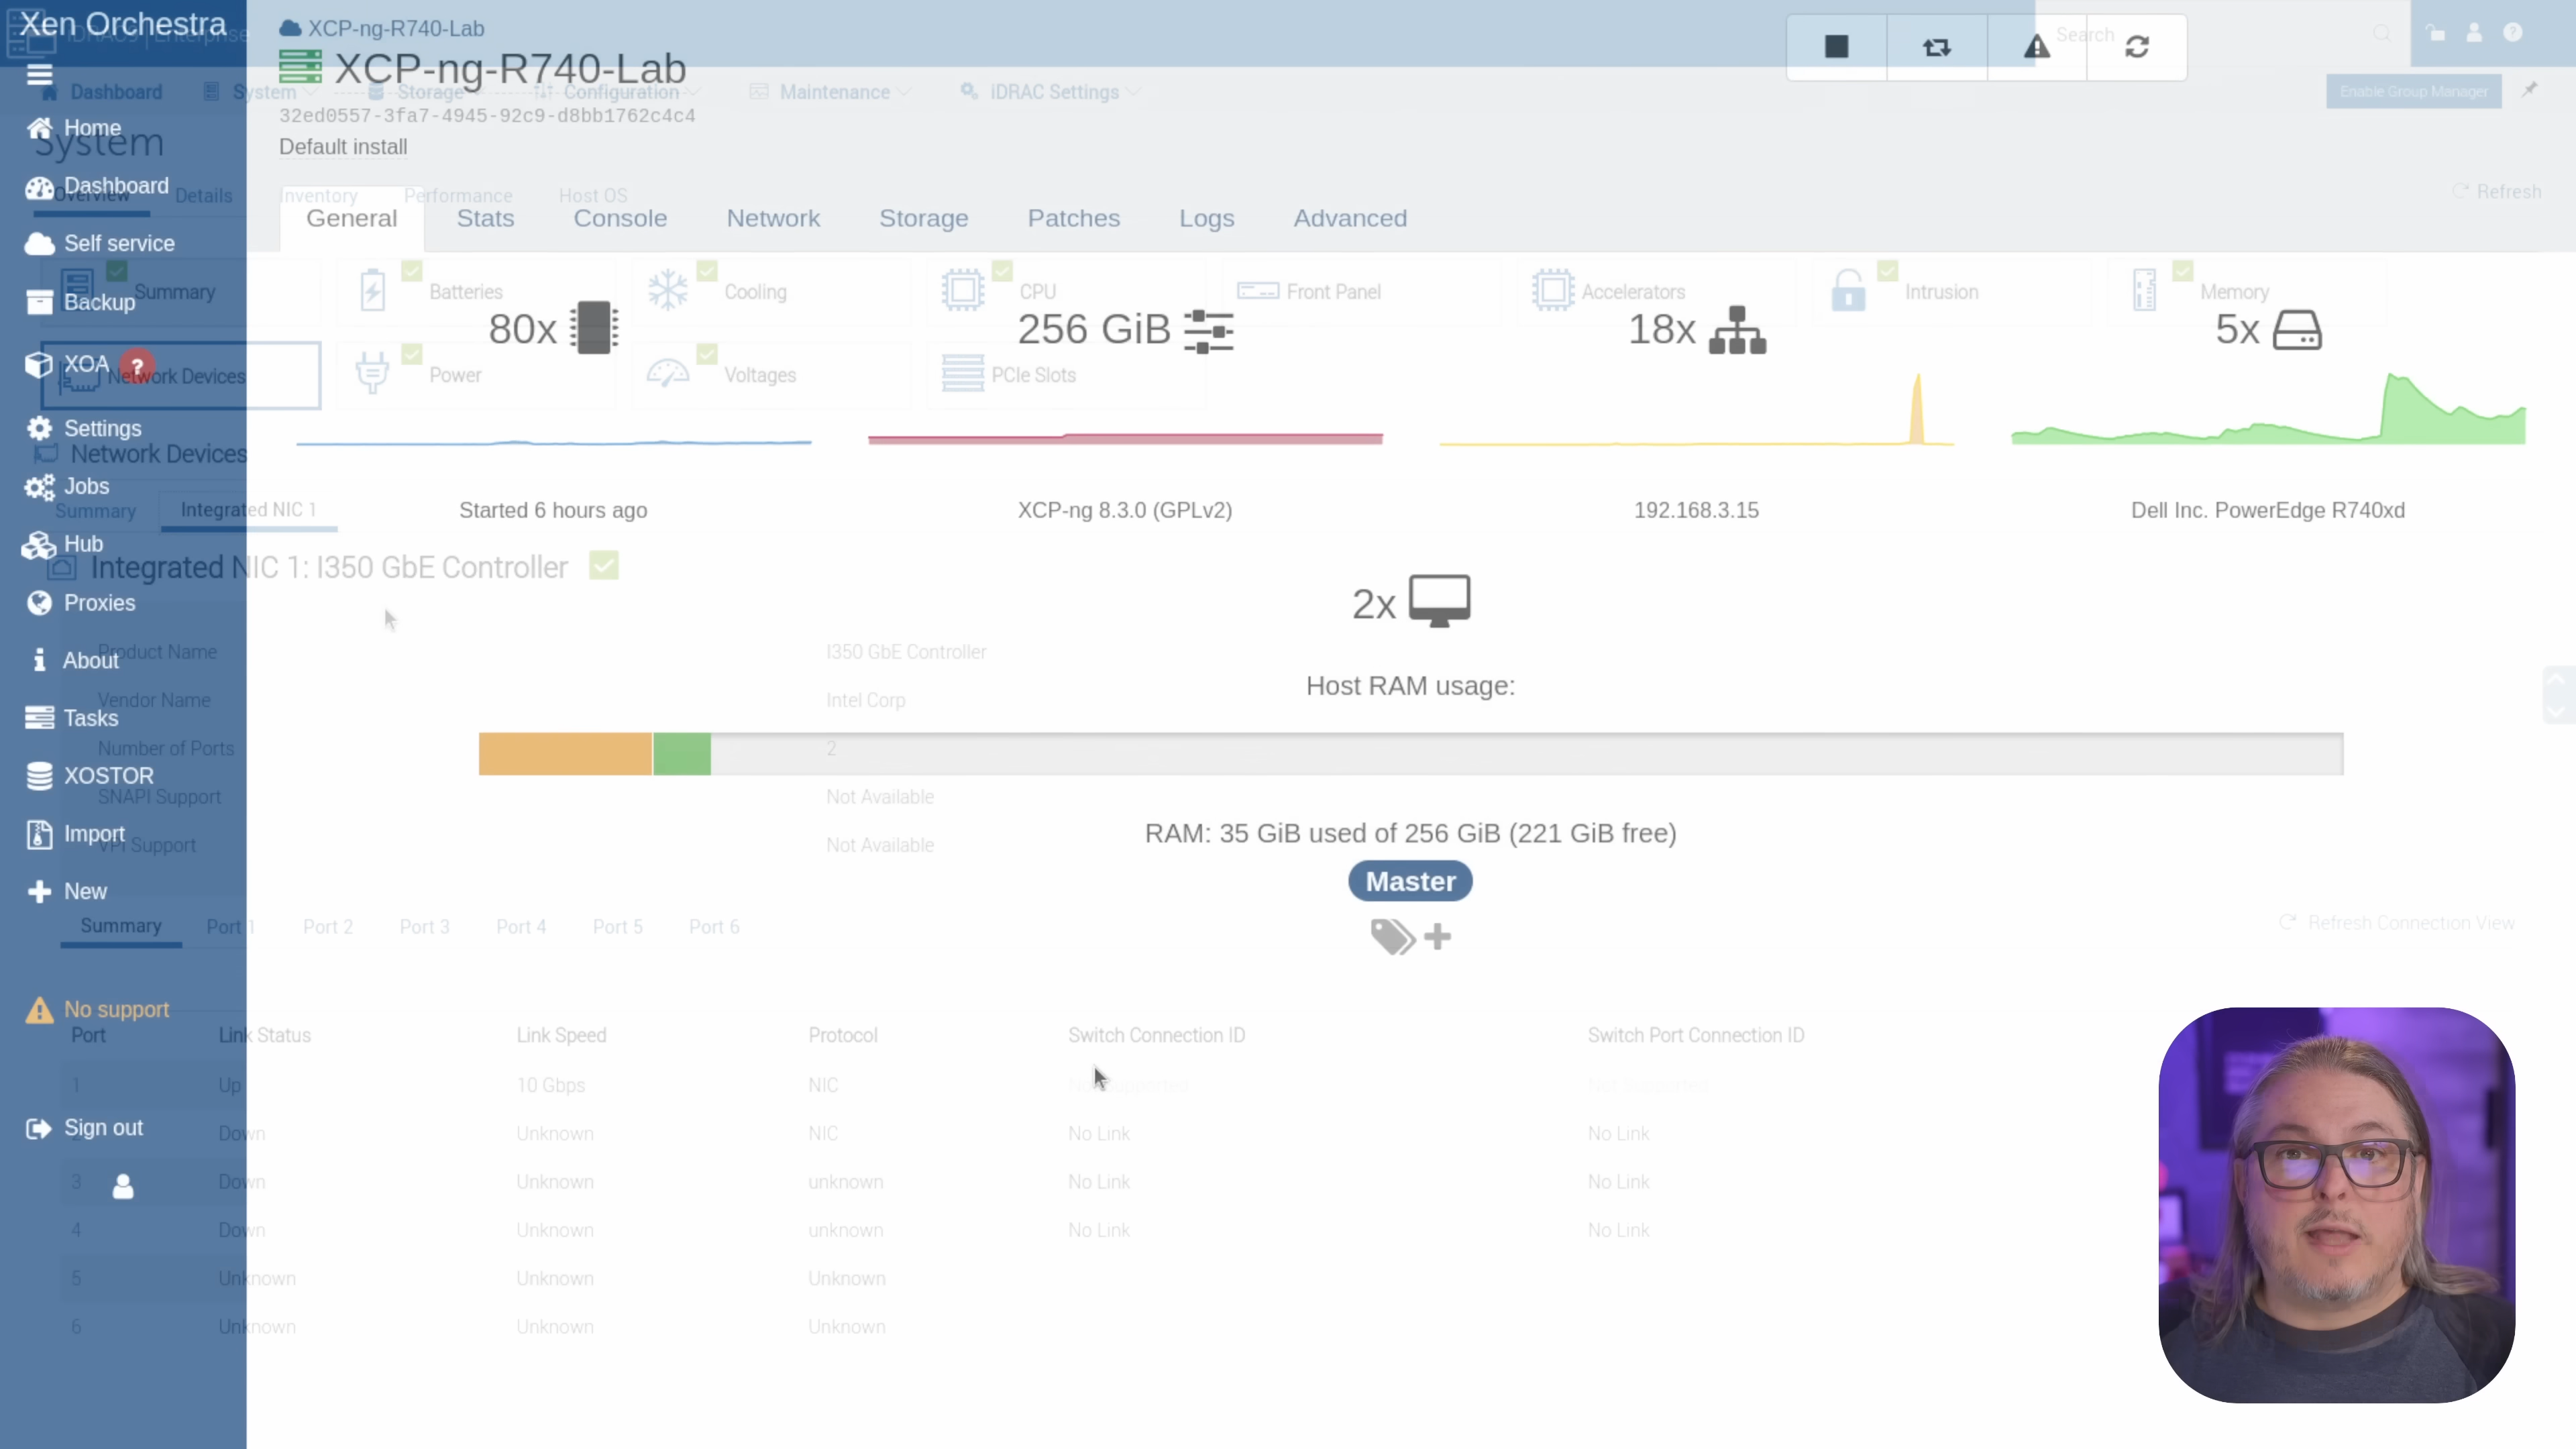 Xen Orchestra
iDRAC9 | Enterprise
XCP-ng-R740-Lab
Search
XCP-ng-R740-Lab
Dashboard System Storage Configuration Maintenance iDRAC Settings Enable Group Manager
32ed0557-3fa7-4945-92c9-d8bb1762c4c4
Home
System
Default install
Dashboard
Overview Details Inventory Performance Host OS Refresh
General Stats Console Network Storage Patches Logs Advanced
Self service
Summary Batteries Cooling CPU Front Panel Accelerators Intrusion Memory
Backup
80x 256 GiB 18x 5x
XOA ?
Network Devices Power Voltages PCIe Slots
Settings
Network Devices
Jobs
Summary Integrated NIC 1
Started 6 hours ago XCP-ng 8.3.0 (GPLv2) 192.168.3.15 Dell Inc. PowerEdge R740xd
Hub
Integrated NIC 1: I350 GbE Controller
Proxies
2x
About
Product Name I350 GbE Controller
Host RAM usage:
Vendor Name Intel Corp
Tasks
Number of Ports 2
XOSTOR
SNAPI Support Not Available
Import
RAM: 35 GiB used of 256 GiB (221 GiB free)
VPI Support Not Available
New
Master
Summary Port 1 Port 2 Port 3 Port 4 Port 5 Port 6 Refresh Connection View
No support
Port Link Status Link Speed Protocol Switch Connection ID Switch Port Connection ID
1 Up 10 Gbps NIC Not Supported
Sign out
Down Unknown NIC No Link No Link
3 Down Unknown unknown No Link No Link
4 Down Unknown unknown No Link No Link
5 Unknown Unknown Unknown
6 Unknown Unknown Unknown